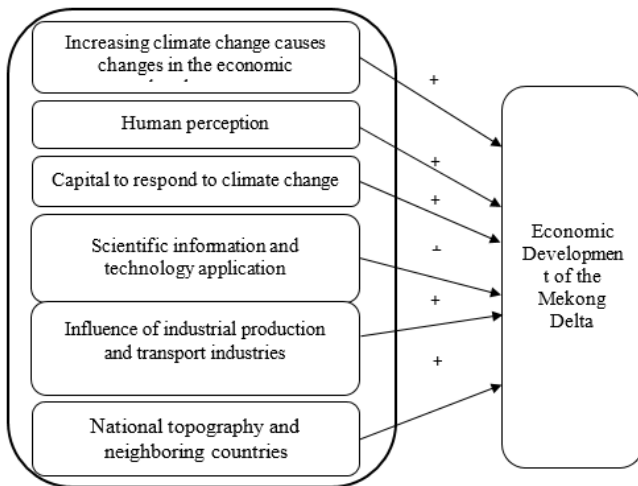 Increasing climate change causes
changes in the economic
Human perception
Capital to respond to climate change
Scientific information and
technology application
Influence of industrial production
and transport industries
National topography and
neighboring countries
+
+
+
+
+
+
Economic
Developmen
t of the
Mekong
Delta